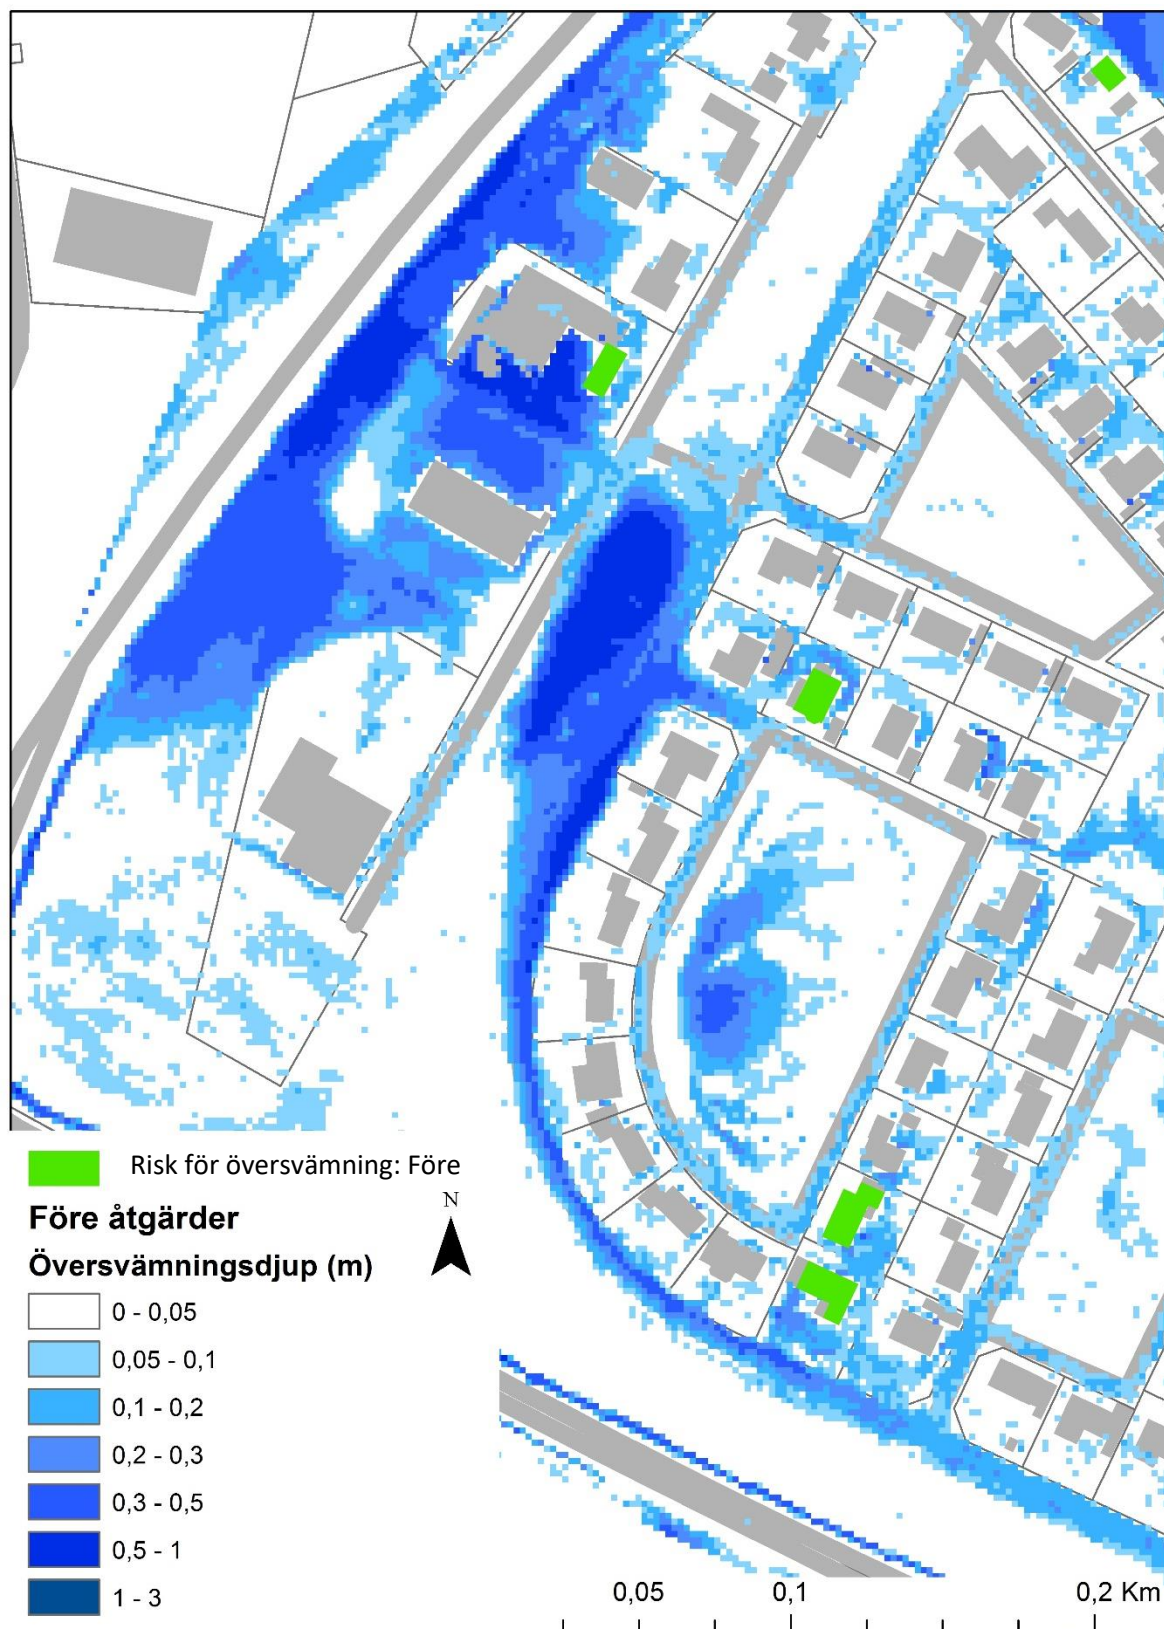 Risk för översvämning: Före
N
Före åtgärder
Översvämningsdjup (m)
0 - 0,05
0,05 - 0,1
0,1 - 0,2
0,2 - 0,3
0,3 - 0,5
0,5 - 1
1 - 3
0,05 0,1 0,2 Km